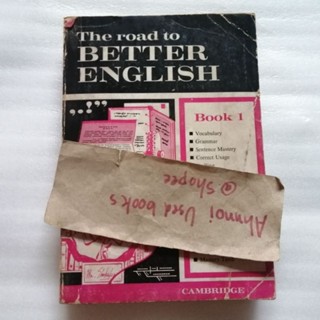 The road to
BETTER
ENGLISH
Book 1
Vocabulary
Grammar
Sentence Mastery
Correct Usage
Ahnnoi Used books
@shopee
CAMBRIDGE